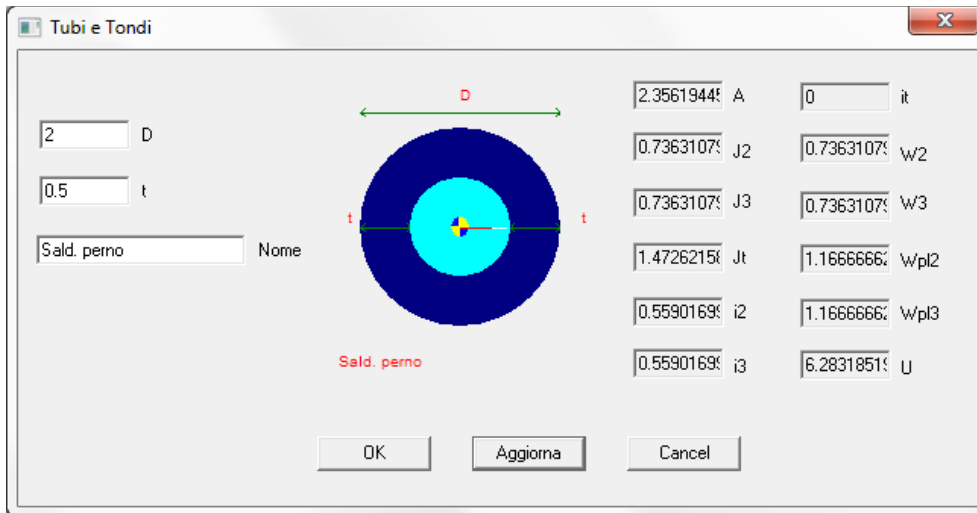 Tubi e Tondi
D
2.35619445 A 0 it
2 D
0.73631079 J2 0.73631079 W2
0.5 t
0.73631079 J3 0.73631079 W3
t t
Sald. perno Nome
1.47262158 Jt 1.16666662 Wpl2
0.55901699 i2 1.16666662 Wpl3
Sald. perno
0.55901699 i3 6.28318519 U
OK Aggiorna Cancel